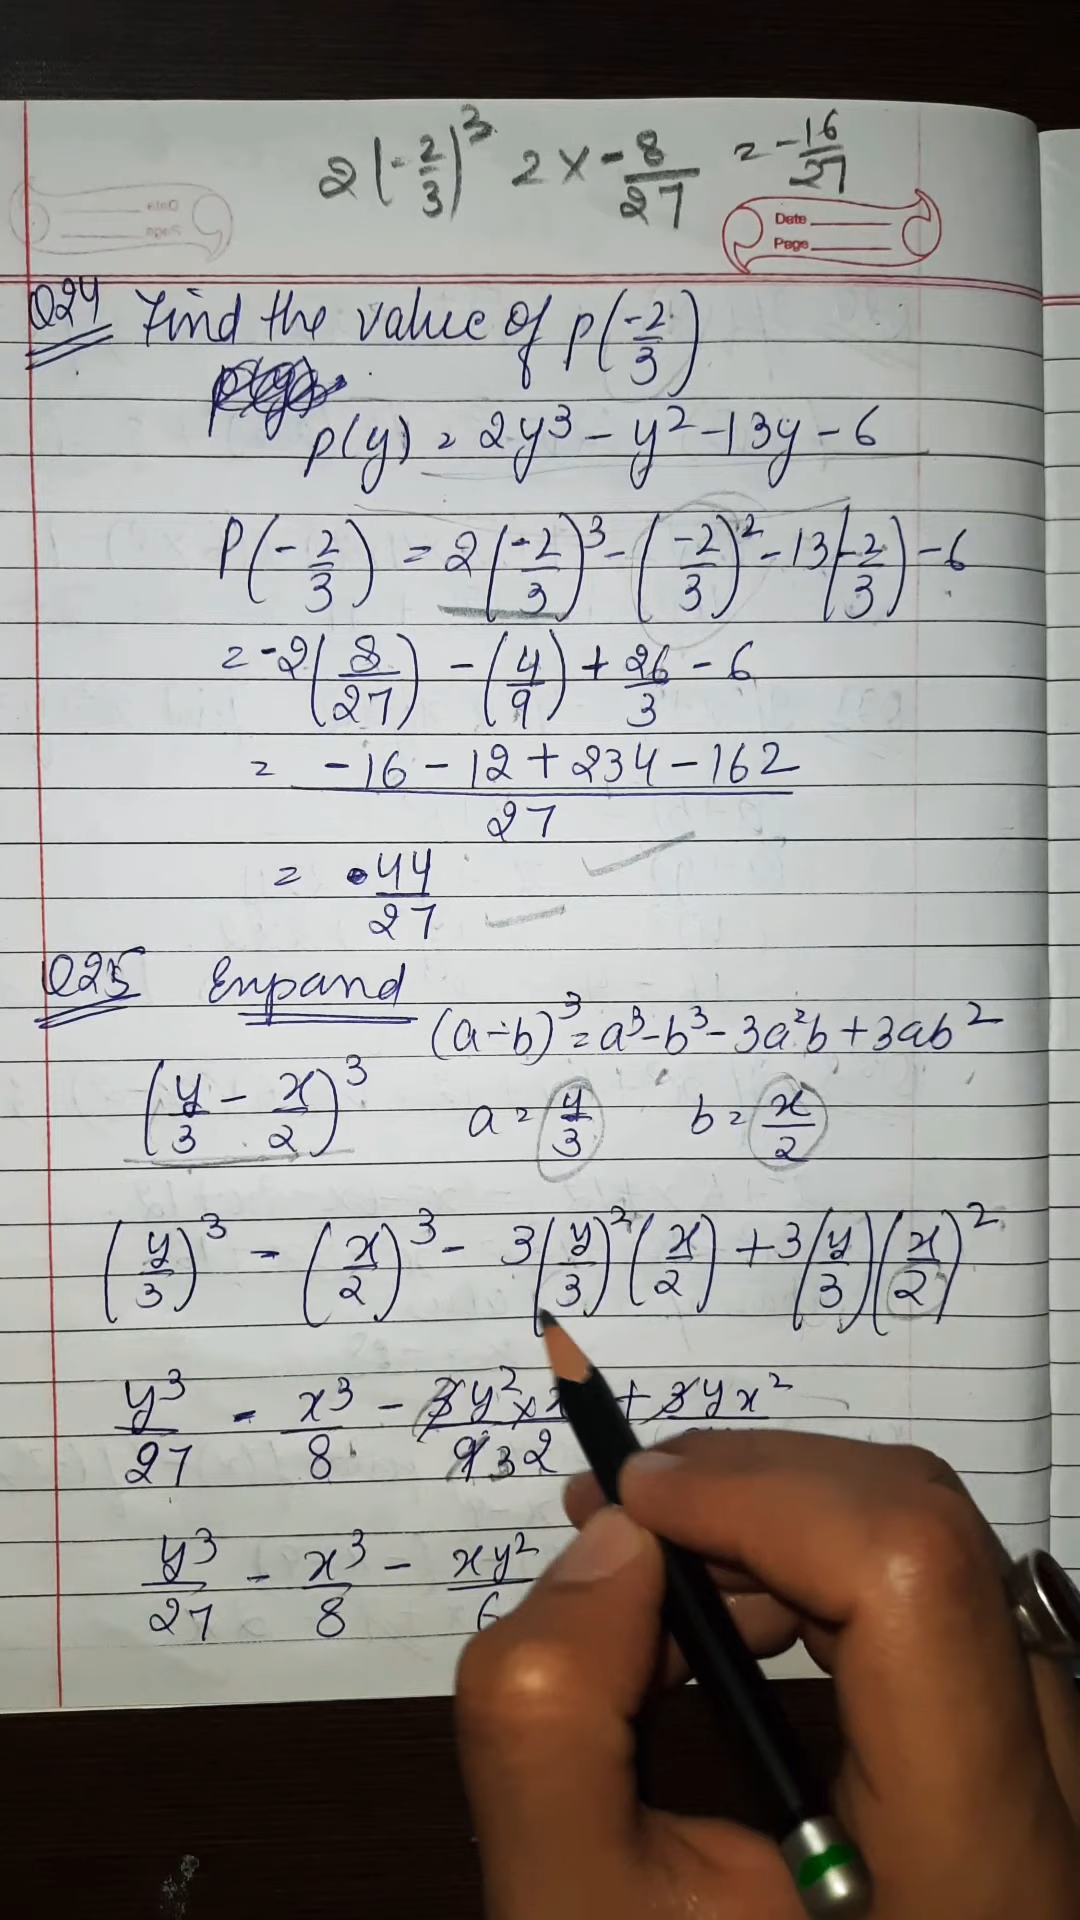 2(-2/3)^3 2 × -8/27 = -16/27
Date
Page
Q24 Find the value of P(-2/3)
p(y) = 2y^3 - y^2 - 13y - 6
P(-2/3) = 2(-2/3)^3 - (-2/3)^2 - 13(-2/3) - 6
= -2(8/27) - (4/9) + 26/3 - 6
= -16 - 12 + 234 - 162 / 27
= 44/27
Q25 Expand
(a-b)^3 = a^3 - b^3 - 3a^2b + 3ab^2
(y/3 - x/2)^3 a = y/3 b = x/2
(y/3)^3 - (x/2)^3 - 3(y/3)^2(x/2) + 3(y/3)(x/2)^2
y^3/27 - x^3/8 - 3y^2 × x/9 3 2 + 3yx^2
y^3/27 - x^3/8 - xy^2/6